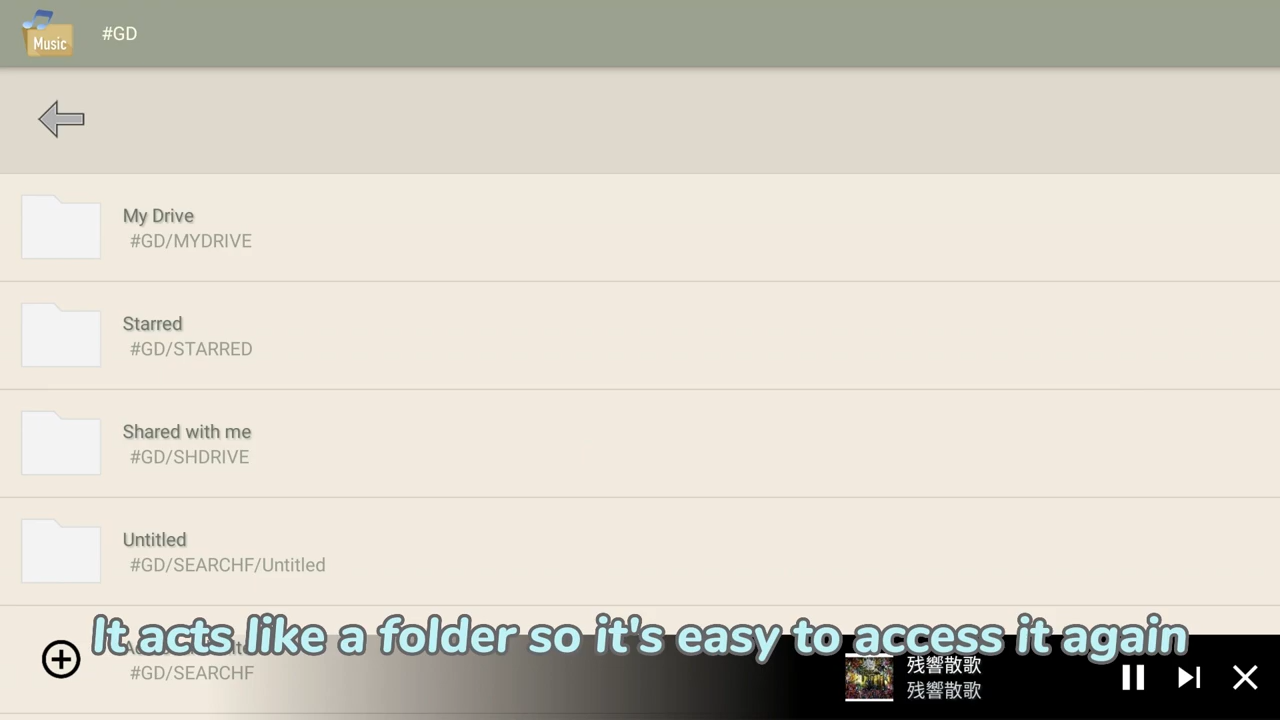 Music
#GD
My Drive
#GD/MYDRIVE
Starred
#GD/STARRED
Shared with me
#GD/SHDRIVE
Untitled
#GD/SEARCHF/Untitled
It acts like a folder so it's easy to access it again
#GD/SEARCHF
残響散歌
残響散歌